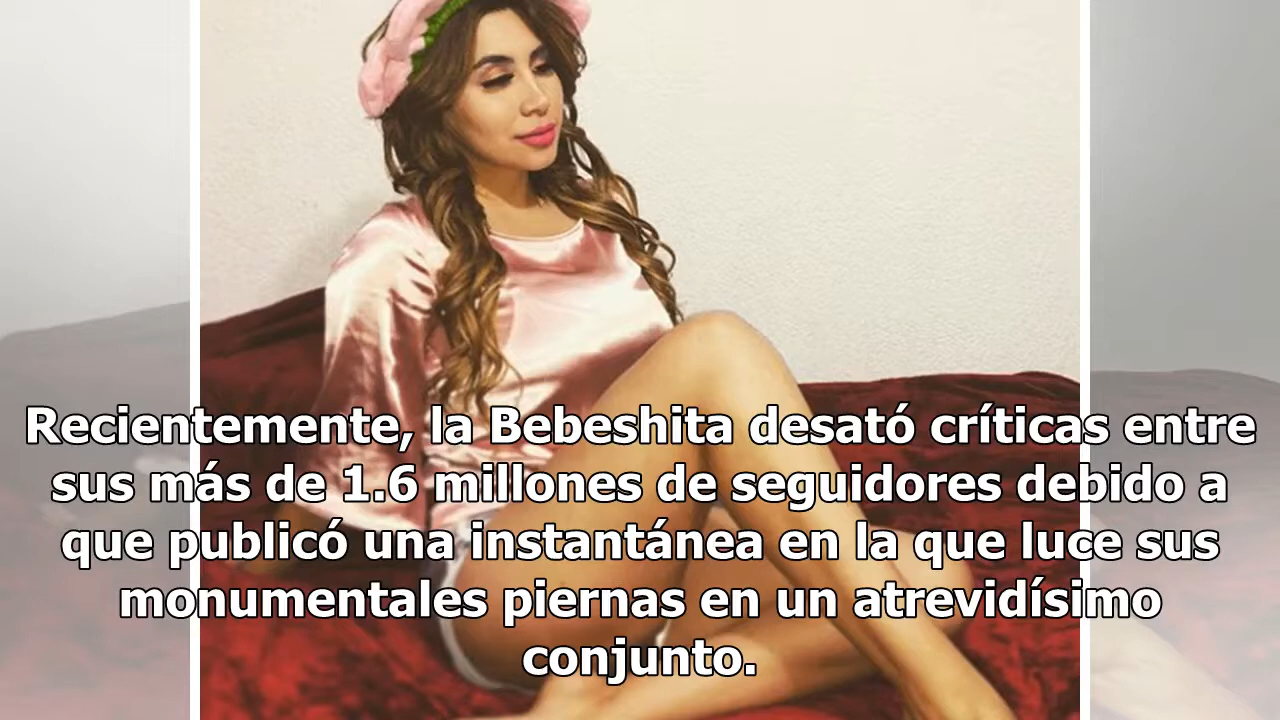 Recientemente, la Bebeshita desató críticas entre
sus más de 1.6 millones de seguidores debido a
que publicó una instantánea en la que luce sus
monumentales piernas en un atrevidísimo
conjunto.